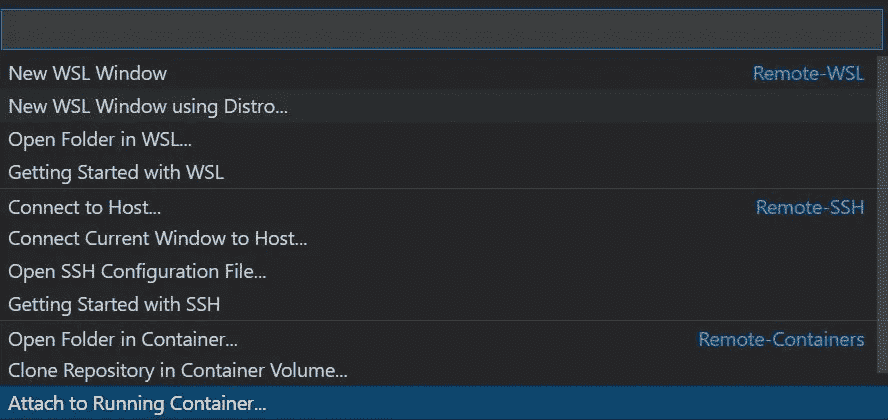 New WSL Window Remote-WSL
New WSL Window using Distro...
Open Folder in WSL...
Getting Started with WSL
Connect to Host... Remote-SSH
Connect Current Window to Host...
Open SSH Configuration File...
Getting Started with SSH
Open Folder in Container... Remote-Containers
Clone Repository in Container Volume...
Attach to Running Container...